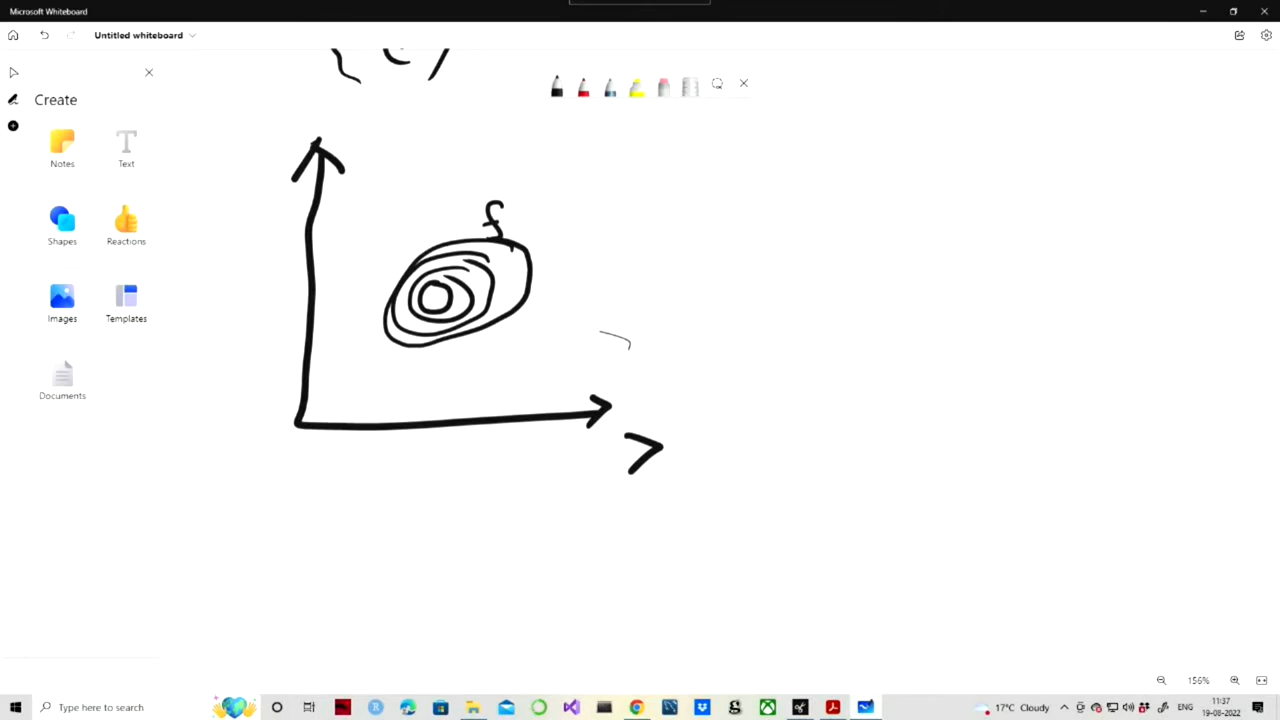 Microsoft Whiteboard
Untitled whiteboard
Create
Notes Text
f
Shapes Reactions
Images Templates
Documents
156%
Type here to search
17°C Cloudy
ENG
11:37
19-08-2022